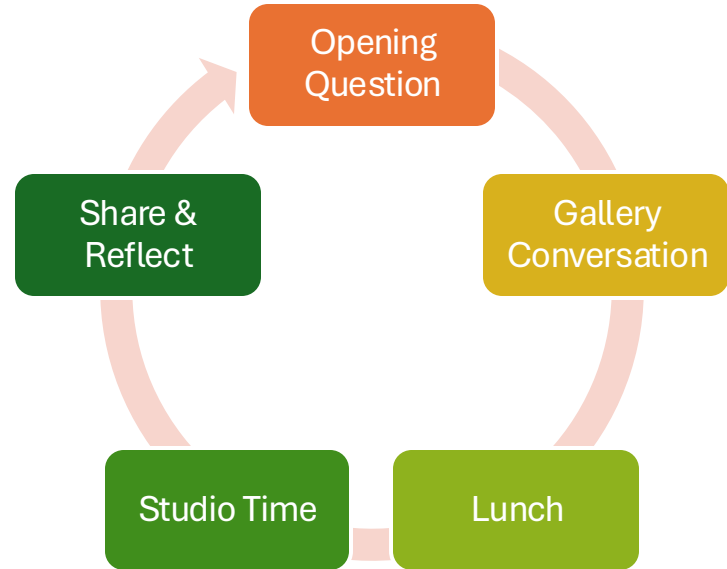 Opening
Question
Gallery
Conversation
Lunch
Studio Time
Share &
Reflect